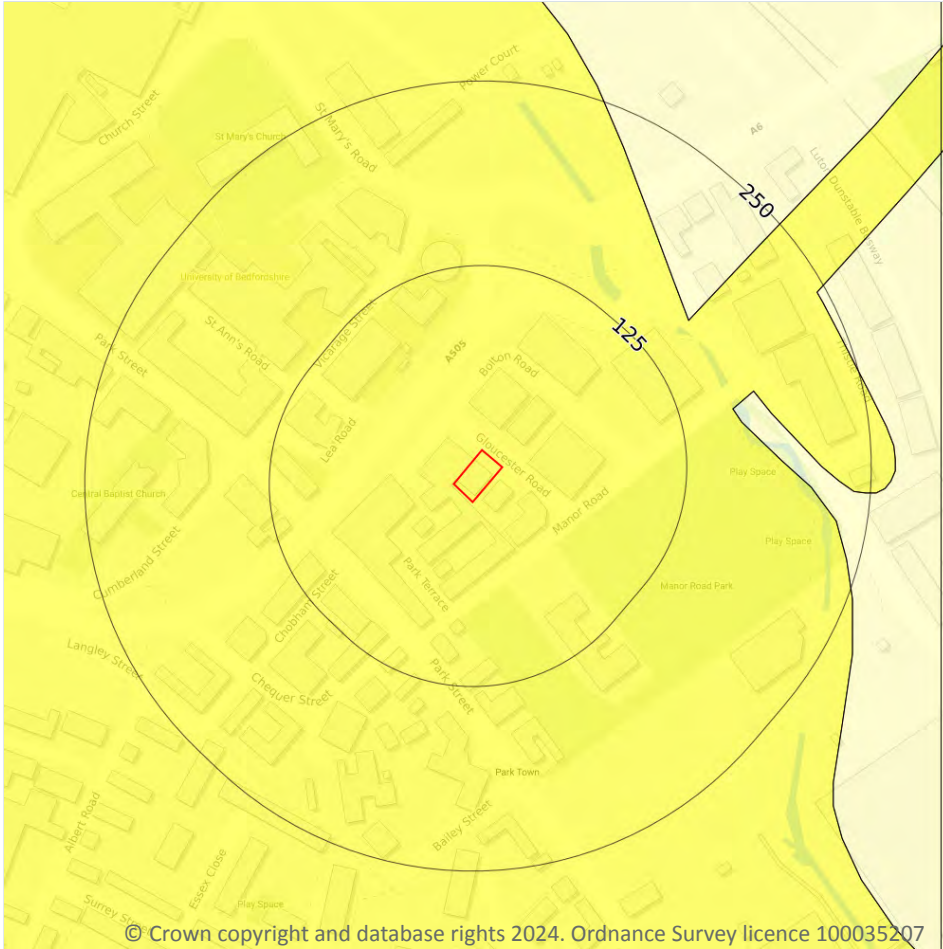 Power Court
Church Street
St Mary's Road
St Mary's Church
A6
Luton Dunstable Busway
250
University of Bedfordshire
St Ann's Road
Vicarage Street
125
Park Street
A505
Bolton Road
Thistle Road
Lea Road
Gloucester Road
Play Space
Central Baptist Church
Manor Road
Play Space
Cumberland Street
Park Terrace
Manor Road Park
Chobham Street
Langley Street
Park Street
Chequer Street
Park Town
Albert Road
Bailey Street
Essex Close
Play Space
Surrey Street
© Crown copyright and database rights 2024. Ordnance Survey licence 100035207